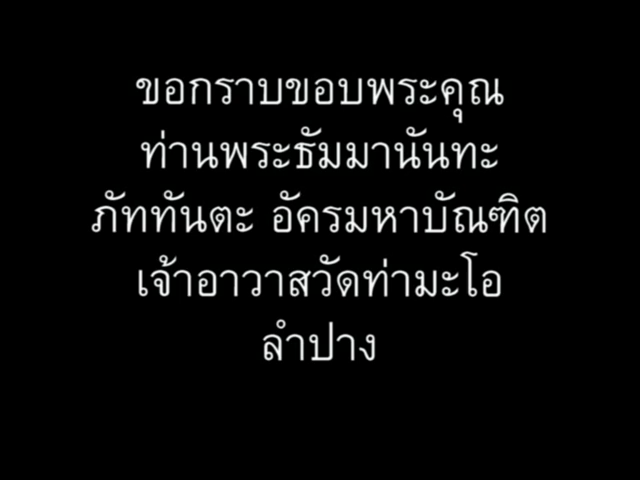 ขอกราบขอบพระคุณ
ท่านพระธัมมานันทะ
ภัททันตะ อัครมหาบัณฑิต
เจ้าอาวาสวัดท่ามะโอ
ลำปาง